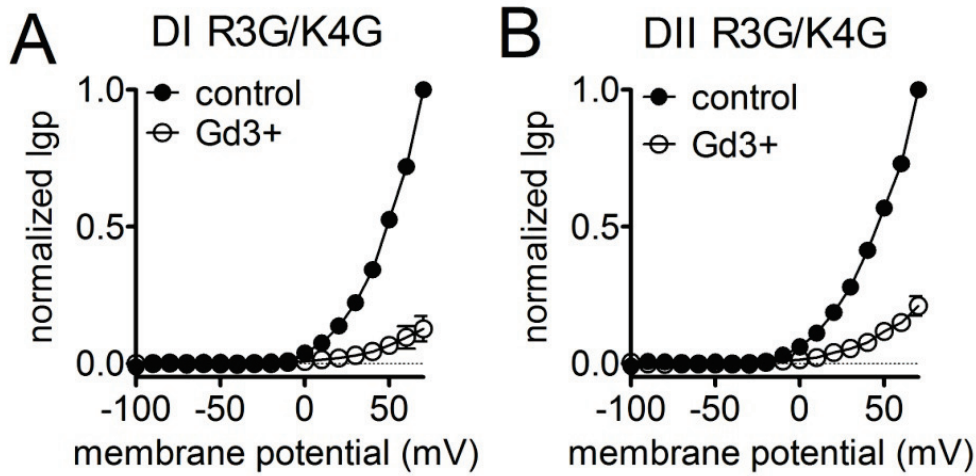 A DI R3G/K4G
1.0
control
Gd3+
0.5
0.0
normalized Igp
-100 -50 0 50
membrane potential (mV)
B DII R3G/K4G
1.0
control
Gd3+
0.5
0.0
normalized Igp
-100 -50 0 50
membrane potential (mV)